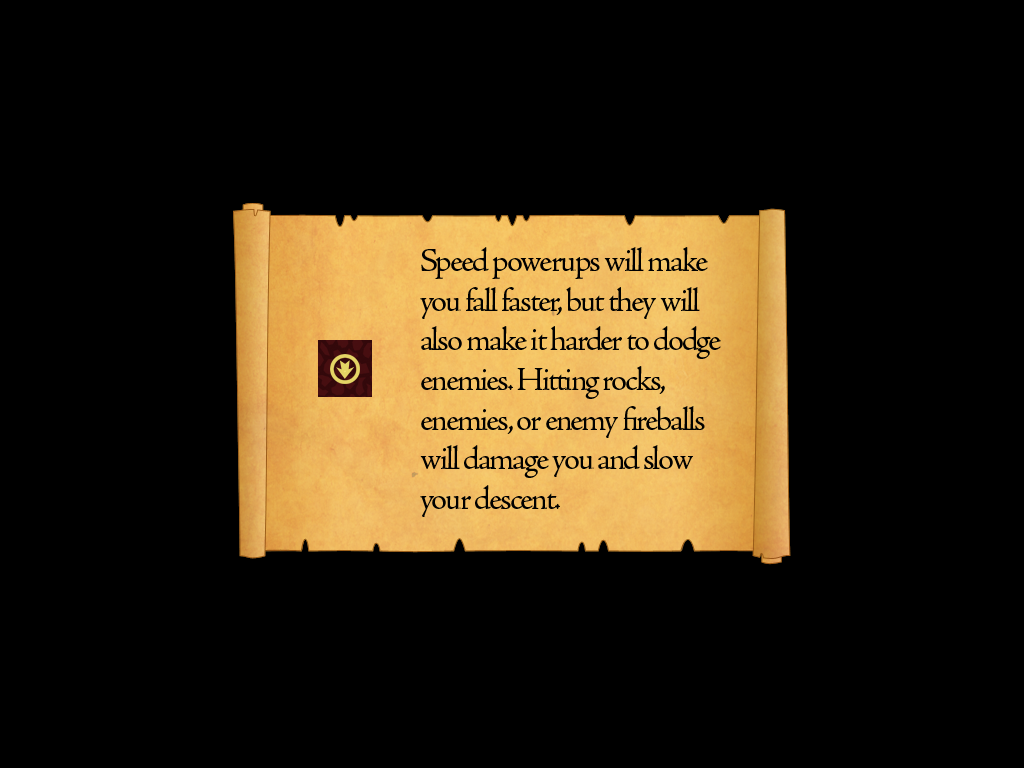 Speed powerups will make
you fall faster, but they will
also make it harder to dodge
enemies. Hitting rocks,
enemies, or enemy fireballs
will damage you and slow
your descent.